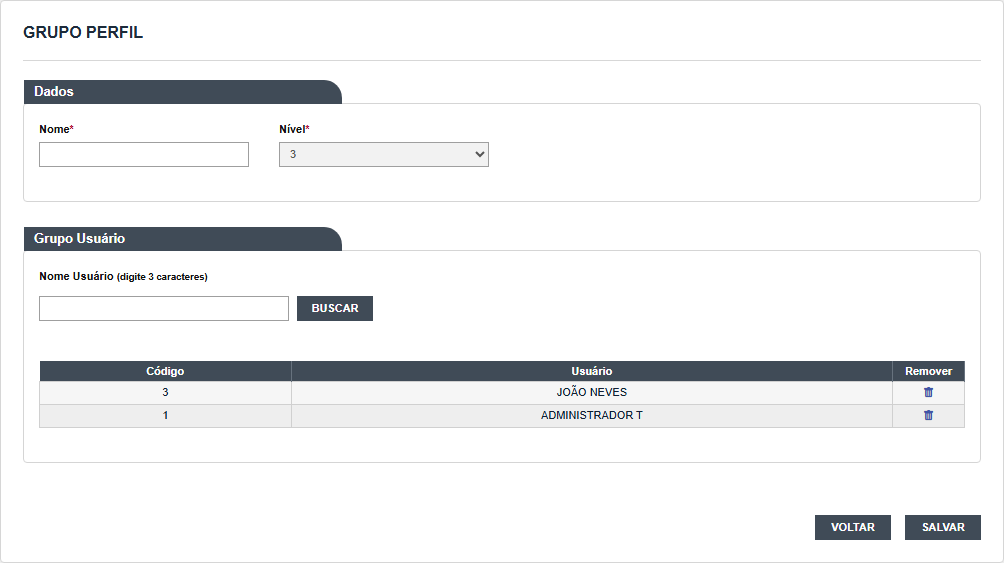 GRUPO PERFIL
Dados
Nome* Nível*
3
Grupo Usuário
Nome Usuário (digite 3 caracteres)
BUSCAR
Código Usuário Remover
3 JOÃO NEVES
1 ADMINISTRADOR T
VOLTAR SALVAR